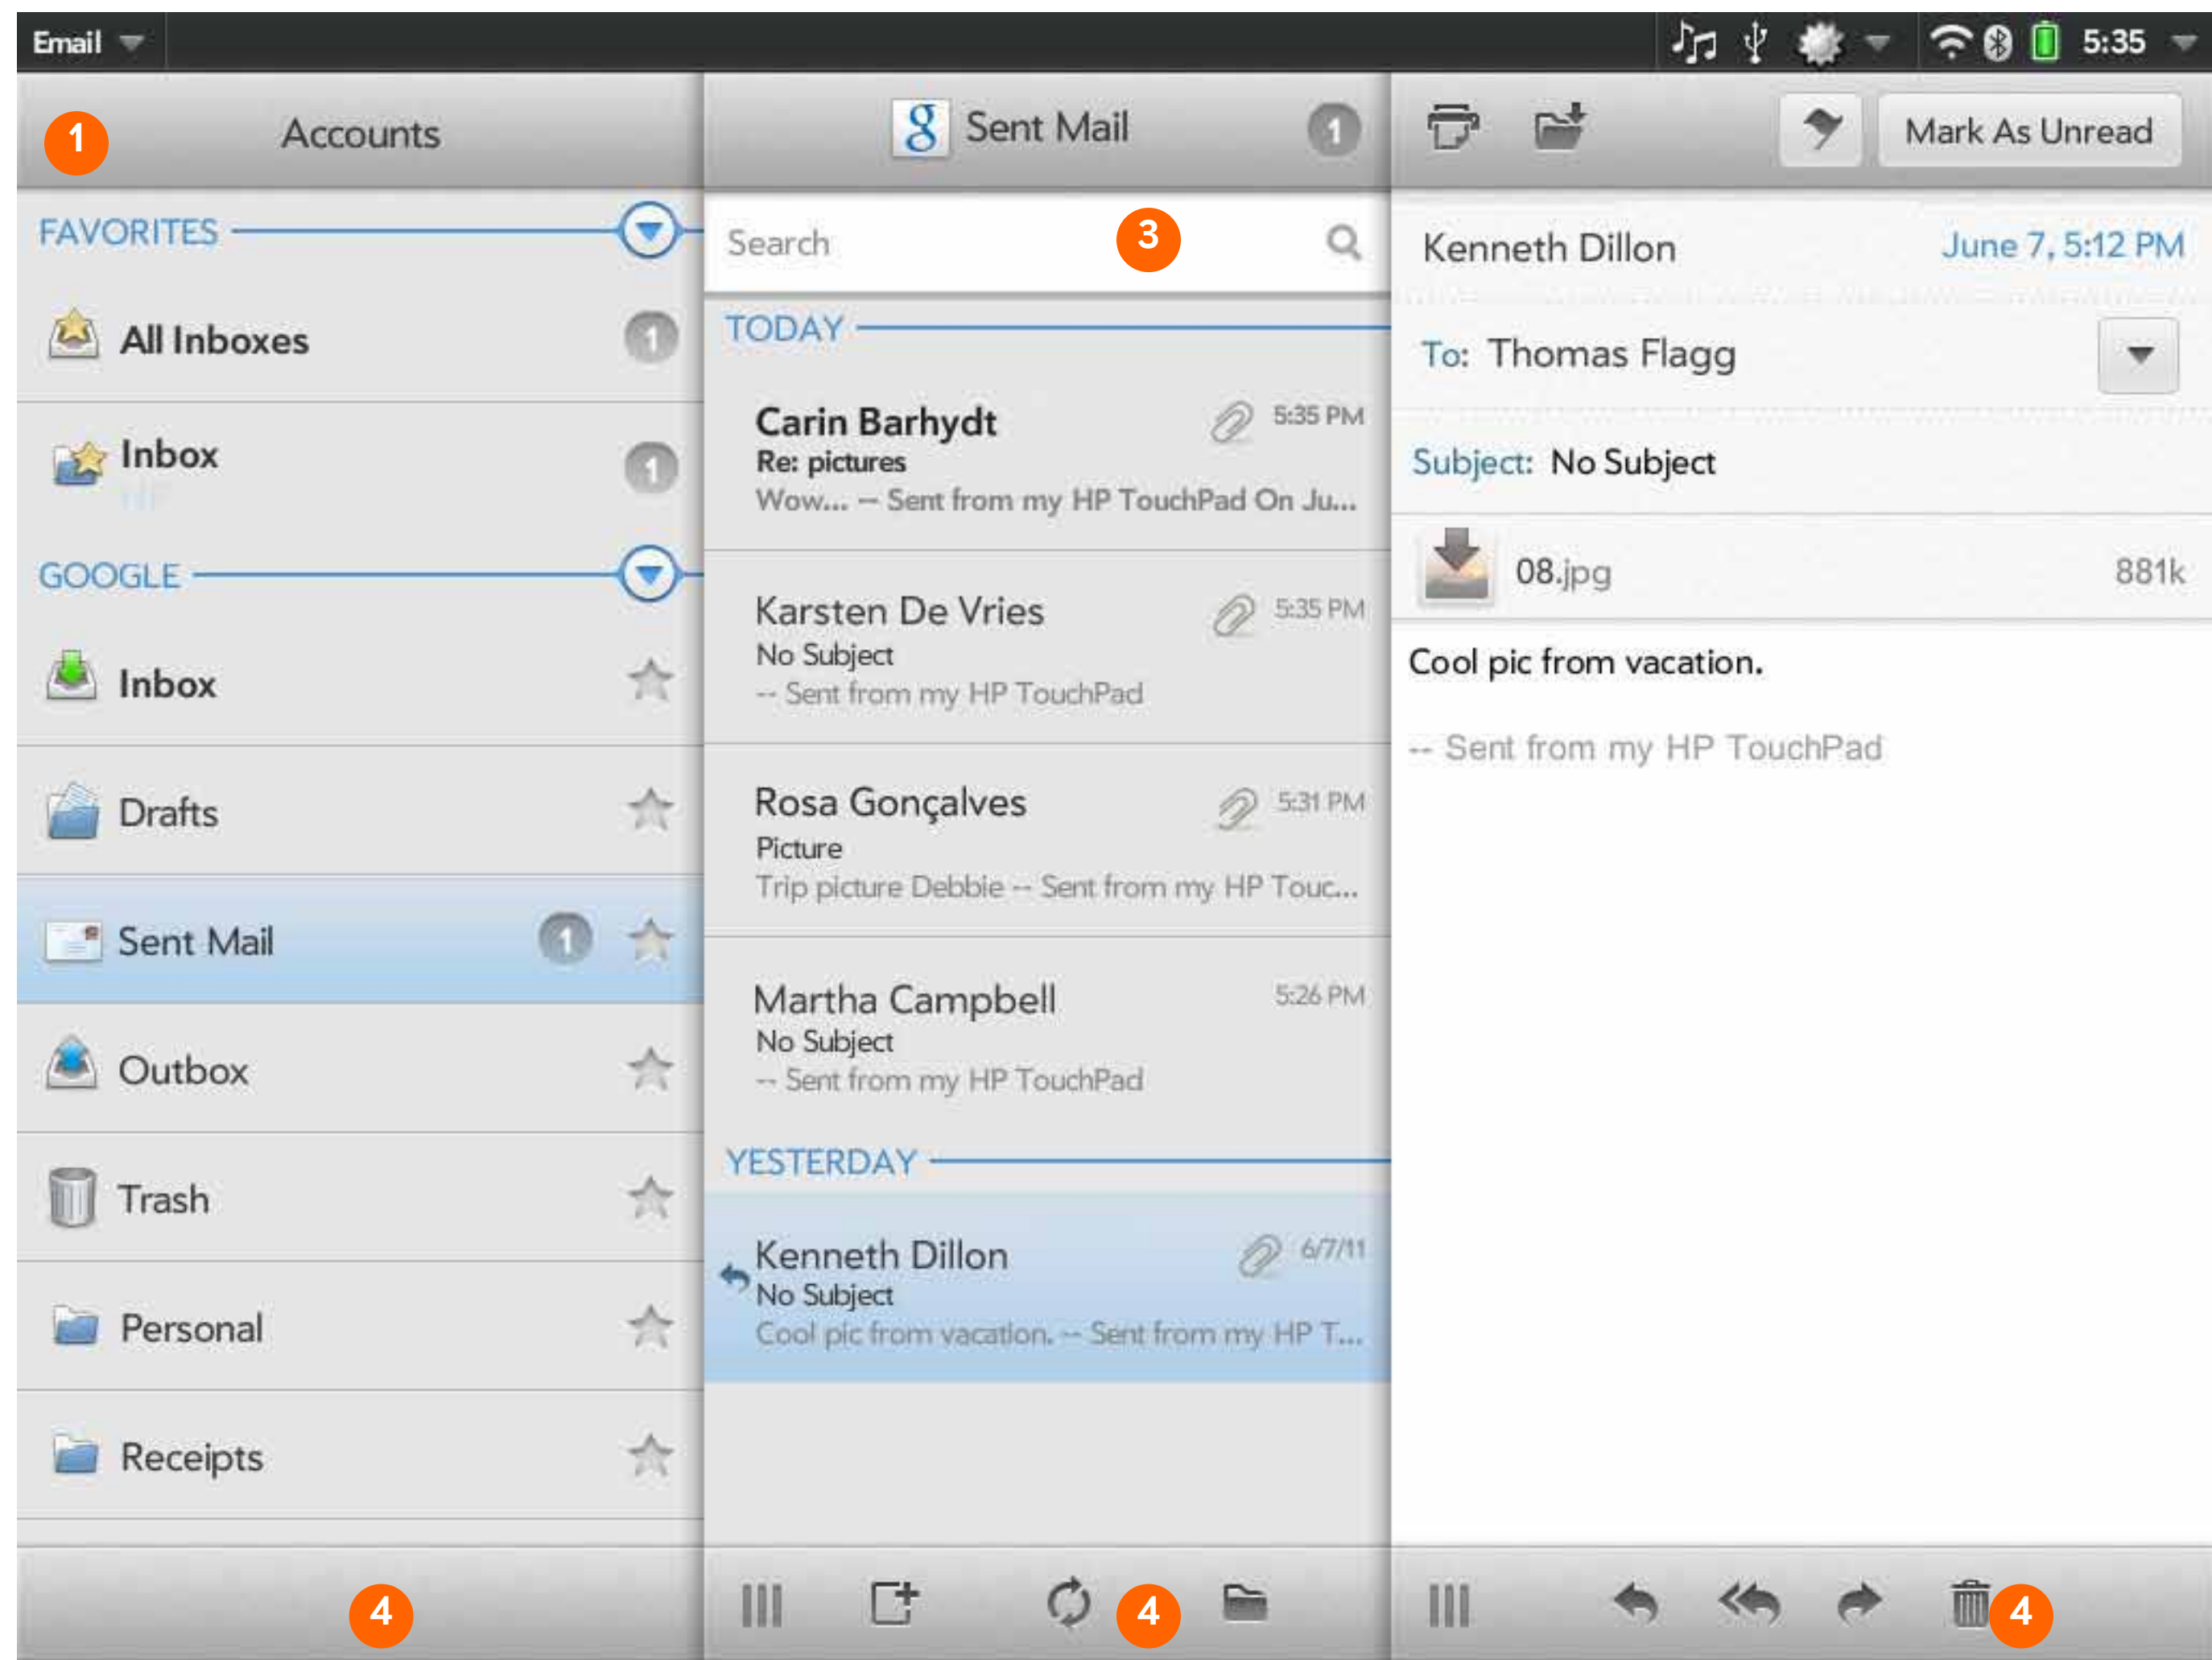 Email
5:35
1
Accounts
FAVORITES
All Inboxes
1
Inbox
1
GOOGLE
Inbox
Drafts
Sent Mail
1
Outbox
Trash
Personal
Receipts
4
8 Sent Mail
1
Search
3
TODAY
Carin Barhydt
5:35 PM
Re: pictures
Wow... -- Sent from my HP TouchPad On Ju...
Karsten De Vries
5:35 PM
No Subject
-- Sent from my HP TouchPad
Rosa Gonçalves
5:31 PM
Picture
Trip picture Debbie -- Sent from my HP Touc...
Martha Campbell
5:26 PM
No Subject
-- Sent from my HP TouchPad
YESTERDAY
Kenneth Dillon
6/7/11
No Subject
Cool pic from vacation. -- Sent from my HP T...
4
Mark As Unread
Kenneth Dillon
June 7, 5:12 PM
To: Thomas Flagg
Subject: No Subject
08.jpg
881k
Cool pic from vacation.
-- Sent from my HP TouchPad
4